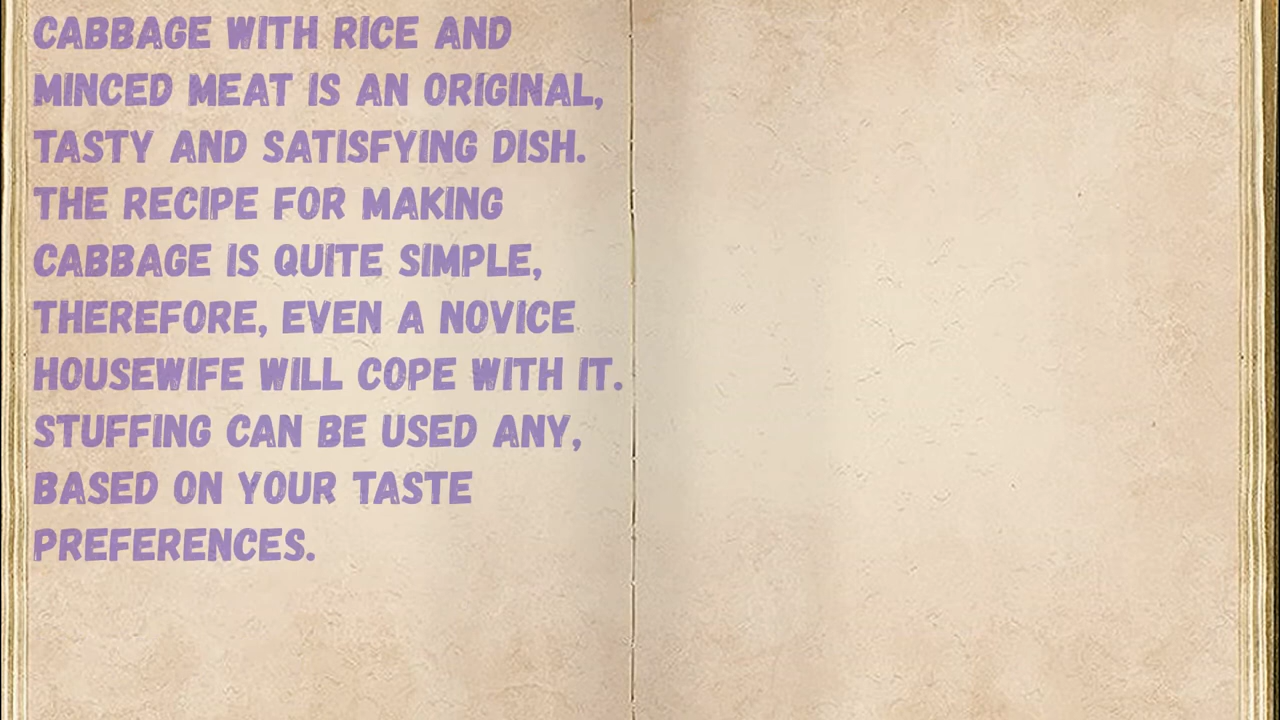 CABBAGE WITH RICE AND
MINCED MEAT IS AN ORIGINAL,
TASTY AND SATISFYING DISH.
THE RECIPE FOR MAKING
CABBAGE IS QUITE SIMPLE,
THEREFORE, EVEN A NOVICE
HOUSEWIFE WILL COPE WITH IT.
STUFFING CAN BE USED ANY,
BASED ON YOUR TASTE
PREFERENCES.